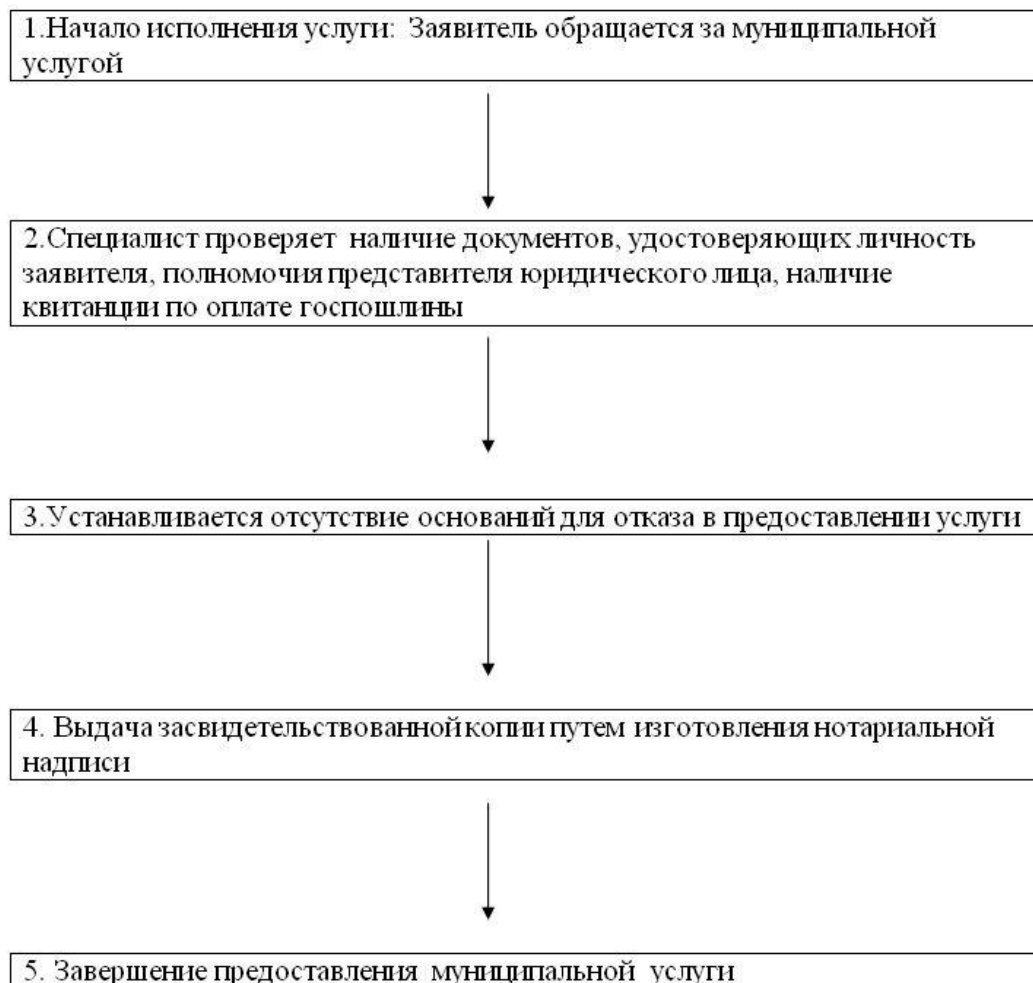 1.Начало исполнения услуги: Заявитель обращается за муниципальной
услугой
2.Специалист проверяет наличие документов, удостоверяющих личность
заявителя, полномочия представителя юридического лица, наличие
квитанции по оплате госпошлины
3.Устанавливается отсутствие оснований для отказа в предоставлении услуги
4. Выдача засвидетельствованной копии путем изготовления нотариальной
надписи
5. Завершение предоставления муниципальной услуги